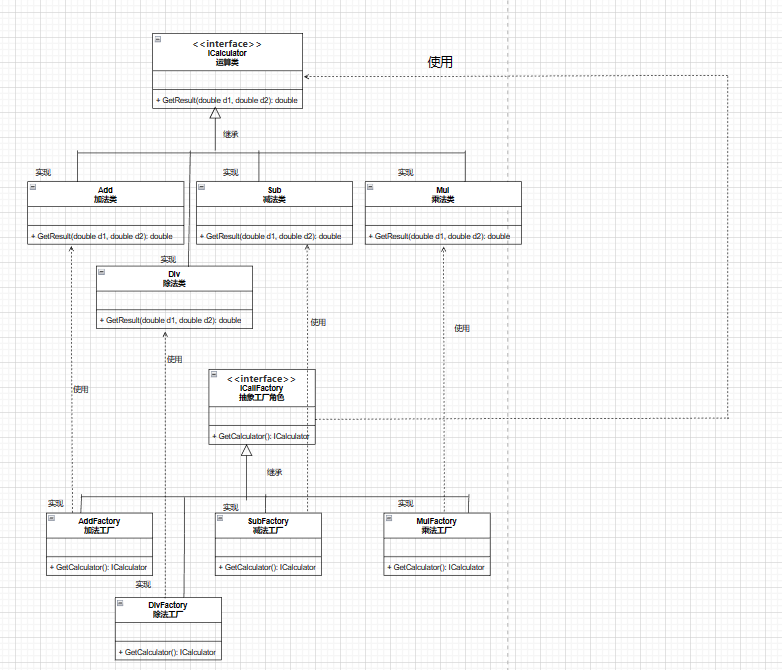 <<interface>>
ICalculator
运算类
+ GetResult(double d1, double d2): double
使用
继承
实现
实现
实现
Add
加法类
+ GetResult(double d1, double d2): double
Sub
减法类
+ GetResult(double d1, double d2): double
Mul
乘法类
+ GetResult(double d1, double d2): double
实现
Div
除法类
+ GetResult(double d1, double d2): double
使用
使用
使用
使用
<<interface>>
ICalFactory
抽象工厂角色
+ GetCalculator(): ICalculator
继承
实现
实现
实现
AddFactory
加法工厂
+ GetCalculator(): ICalculator
SubFactory
减法工厂
+ GetCalculator(): ICalculator
MulFactory
乘法工厂
+ GetCalculator(): ICalculator
实现
DivFactory
除法工厂
+ GetCalculator(): ICalculator